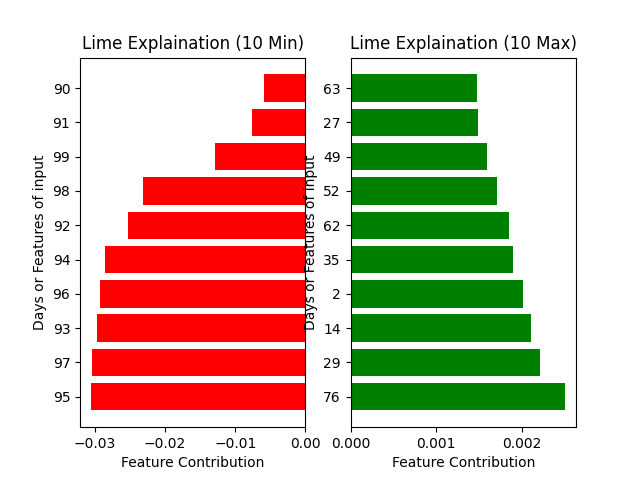 Lime Explaination (10 Min)
Days or Features of input
90
91
99
98
92
94
96
93
97
95
−0.03 −0.02 −0.01 0.00
Feature Contribution
Lime Explaination (10 Max)
Days or Features of input
63
27
49
52
62
35
2
14
29
76
0.000 0.001 0.002
Feature Contribution